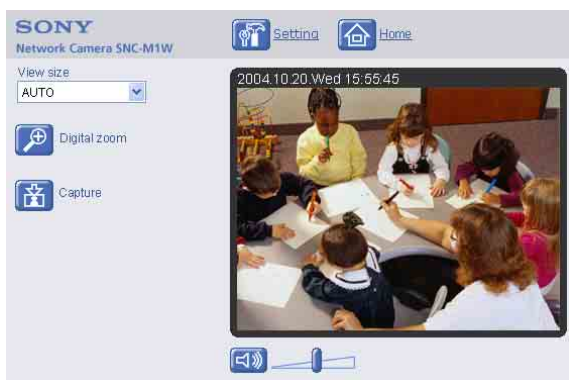 SONY
Network Camera SNC-M1W
Setting
Home
View size
AUTO
2004.10.20.Wed 15:55:45
Digital zoom
Capture